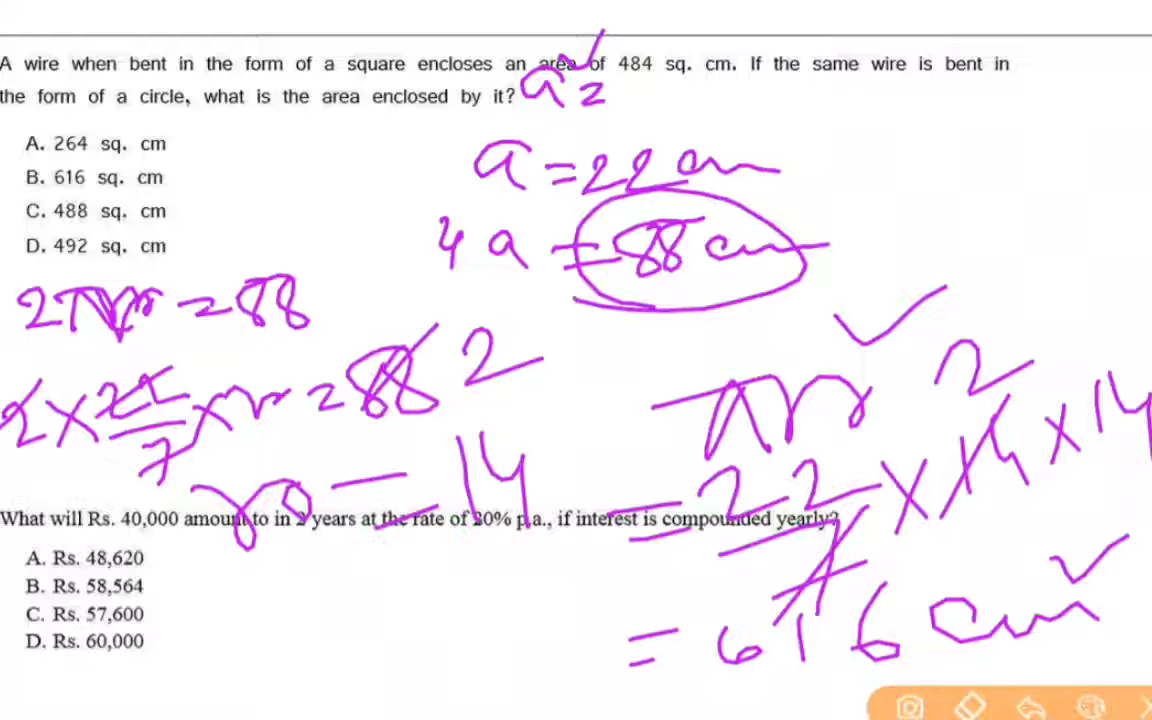 A wire when bent in the form of a square encloses an area of 484 sq. cm. If the same wire is bent in
the form of a circle, what is the area enclosed by it?
a² =
A. 264 sq. cm
B. 616 sq. cm
C. 488 sq. cm
D. 492 sq. cm
a = 22 cm
4a = 88 cm
2πr = 88
2 × 22/7 × r = 88 2
r = 14
πr²
= 22/7 × 14 × 14
= 616 cm
What will Rs. 40,000 amount to in 2 years at the rate of 20% p.a., if interest is compounded yearly?
A. Rs. 48,620
B. Rs. 58,564
C. Rs. 57,600
D. Rs. 60,000